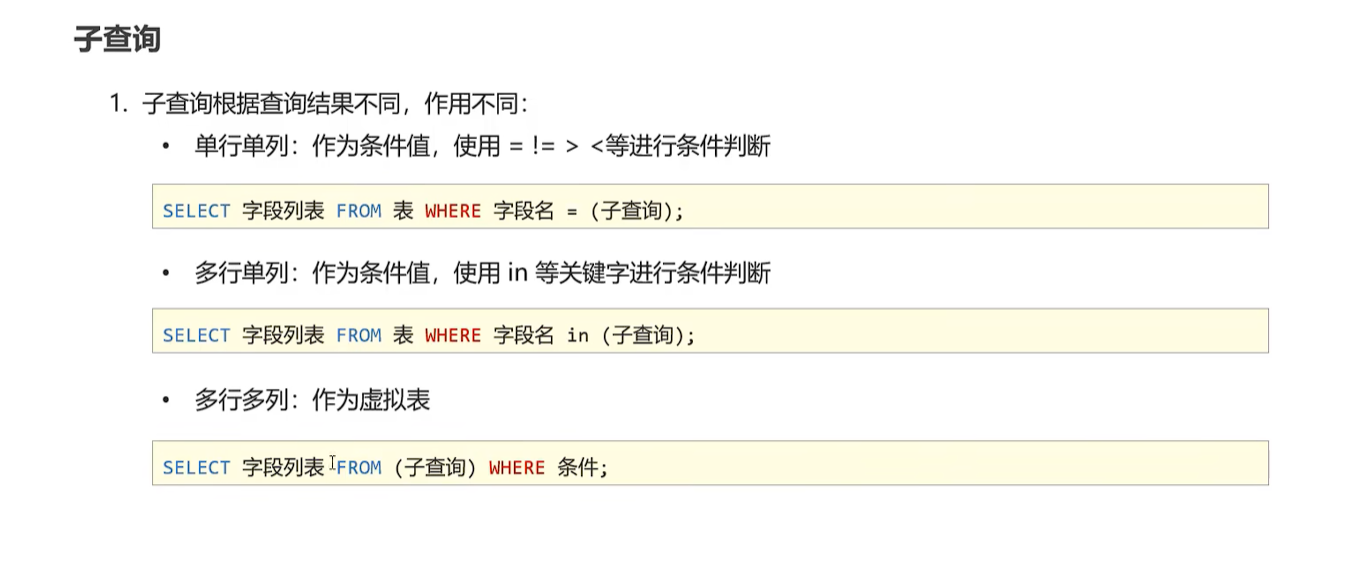 子查询
1. 子查询根据查询结果不同，作用不同：
• 单行单列：作为条件值，使用 = != > <等进行条件判断
SELECT 字段列表 FROM 表 WHERE 字段名 = (子查询);
• 多行单列：作为条件值，使用 in 等关键字进行条件判断
SELECT 字段列表 FROM 表 WHERE 字段名 in (子查询);
• 多行多列：作为虚拟表
SELECT 字段列表 FROM (子查询) WHERE 条件;